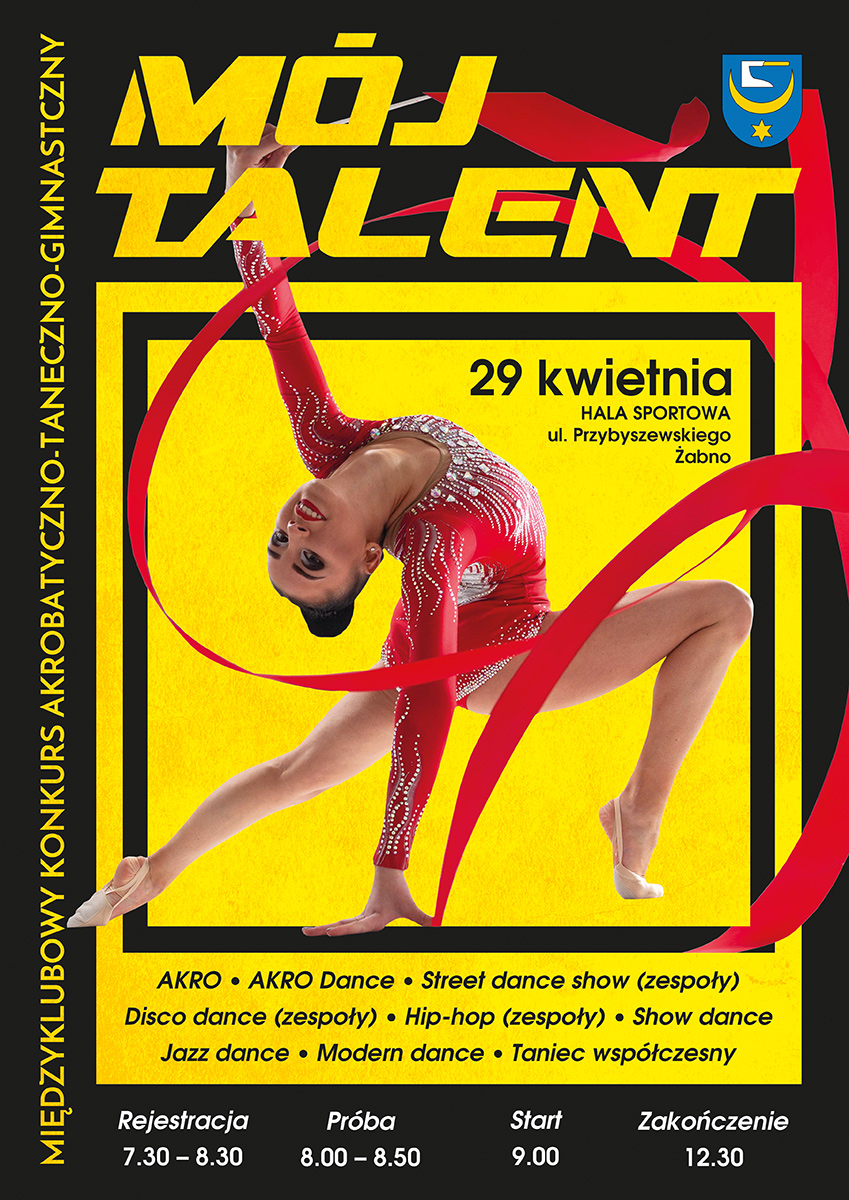 MÓJ
TALENT
MIĘDZYKLUBOWY KONKURS AKROBATYCZNO-TANECZNO-GIMNASTCZNY
29 kwietnia
HALA SPORTOWA
ul. Przybyszewskiego
Żabno
AKRO • AKRO Dance • Street dance show (zespoły)
Disco dance (zespoły) • Hip-hop (zespoły) • Show dance
Jazz dance • Modern dance • Taniec współczesny
Rejestracja Próba Start Zakończenie
7.30 – 8.30 8.00 – 8.50 9.00 12.30